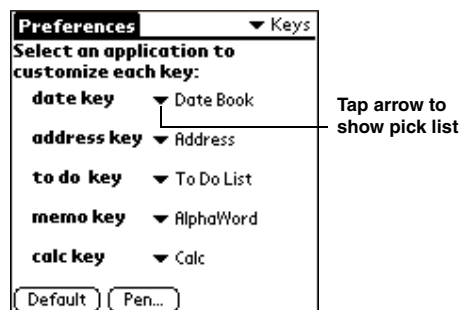 Preferences ▼ Keys
Select an application to
customize each key:
date key ▼ Date Book
address key ▼ Address
to do key ▼ To Do List
memo key ▼ AlphaWord
calc key ▼ Calc
Default Pen...
Tap arrow to
show pick list